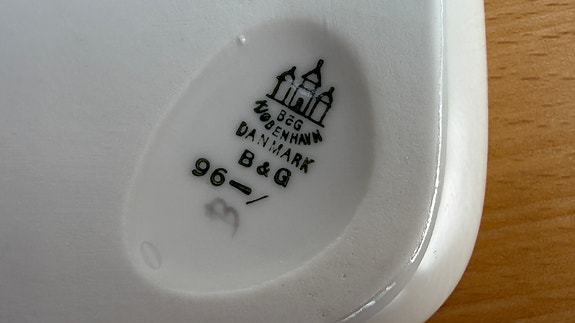 B&G
KØBENHAVN
DANMARK
B & G
96-/
B